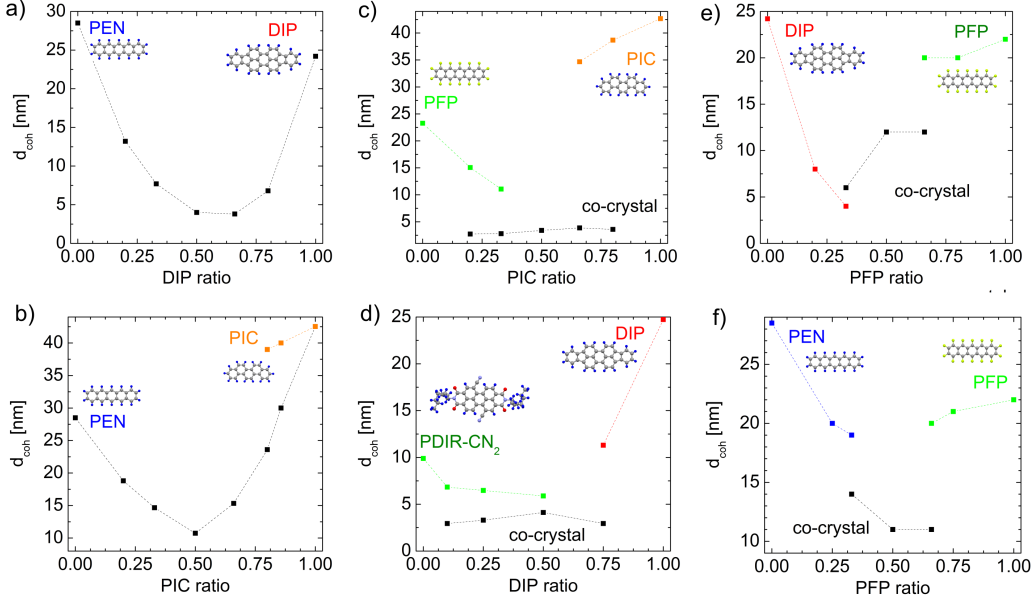 a)
PEN
DIP
d_coh [nm]
30
25
20
15
10
5
0
0.00 0.25 0.50 0.75 1.00
DIP ratio
c)
PIC
PFP
co-crystal
d_coh [nm]
45
40
35
30
25
20
15
10
5
0.00 0.25 0.50 0.75 1.00
PIC ratio
e)
DIP
PFP
co-crystal
d_coh [nm]
25
20
15
10
5
0
0.00 0.25 0.50 0.75 1.00
PFP ratio
b)
PIC
PEN
d_coh [nm]
40
35
30
25
20
15
10
0.00 0.25 0.50 0.75 1.00
PIC ratio
d)
DIP
PDIR-CN₂
co-crystal
d_coh [nm]
25
20
15
10
5
0
0.00 0.25 0.50 0.75 1.00
DIP ratio
f)
PEN
PFP
co-crystal
d_coh [nm]
25
20
15
10
0.00 0.25 0.50 0.75 1.00
PFP ratio